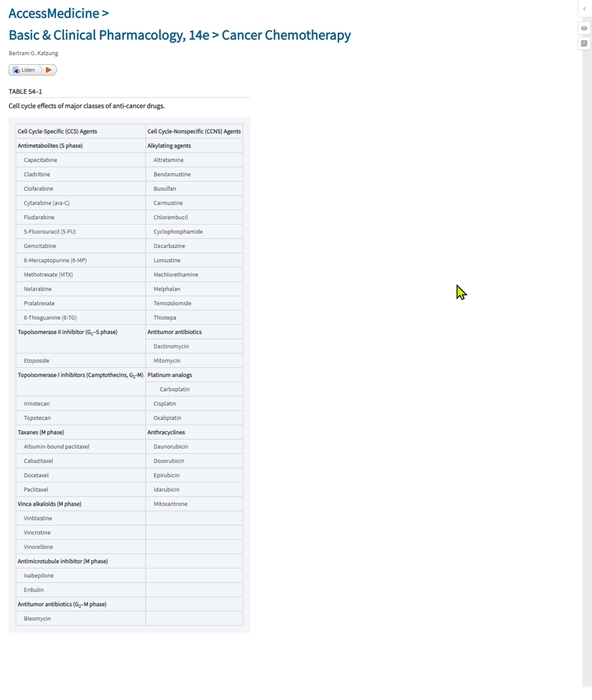 AccessMedicine >
Basic & Clinical Pharmacology, 14e > Cancer Chemotherapy
Bertram G. Katzung
Listen
TABLE 54–1
Cell cycle effects of major classes of anti-cancer drugs.
Cell Cycle-Specific (CCS) Agents Cell Cycle-Nonspecific (CCNS) Agents
Antimetabolites (S phase) Alkylating agents
Capecitabine Altretamine
Cladribine Bendamustine
Clofarabine Busulfan
Cytarabine (ara-C) Carmustine
Fludarabine Chlorambucil
5-Fluorouracil (5-FU) Cyclophosphamide
Gemcitabine Dacarbazine
6-Mercaptopurine (6-MP) Lomustine
Methotrexate (MTX) Mechlorethamine
Nelarabine Melphalan
Pralatrexate Temozolomide
6-Thioguanine (6-TG) Thiotepa
Topoisomerase II inhibitor (G₁–S phase) Antitumor antibiotics
Dactinomycin
Etoposide Mitomycin
Topoisomerase I inhibitors (Camptothecins, G₂-M) Platinum analogs
Carboplatin
Irinotecan Cisplatin
Topotecan Oxaliplatin
Taxanes (M phase) Anthracyclines
Albumin-bound paclitaxel Daunorubicin
Cabazitaxel Doxorubicin
Docetaxel Epirubicin
Paclitaxel Idarubicin
Vinca alkaloids (M phase) Mitoxantrone
Vinblastine
Vincristine
Vinorelbine
Antimicrotubule inhibitor (M phase)
Ixabepilone
Eribulin
Antitumor antibiotics (G₂–M phase)
Bleomycin